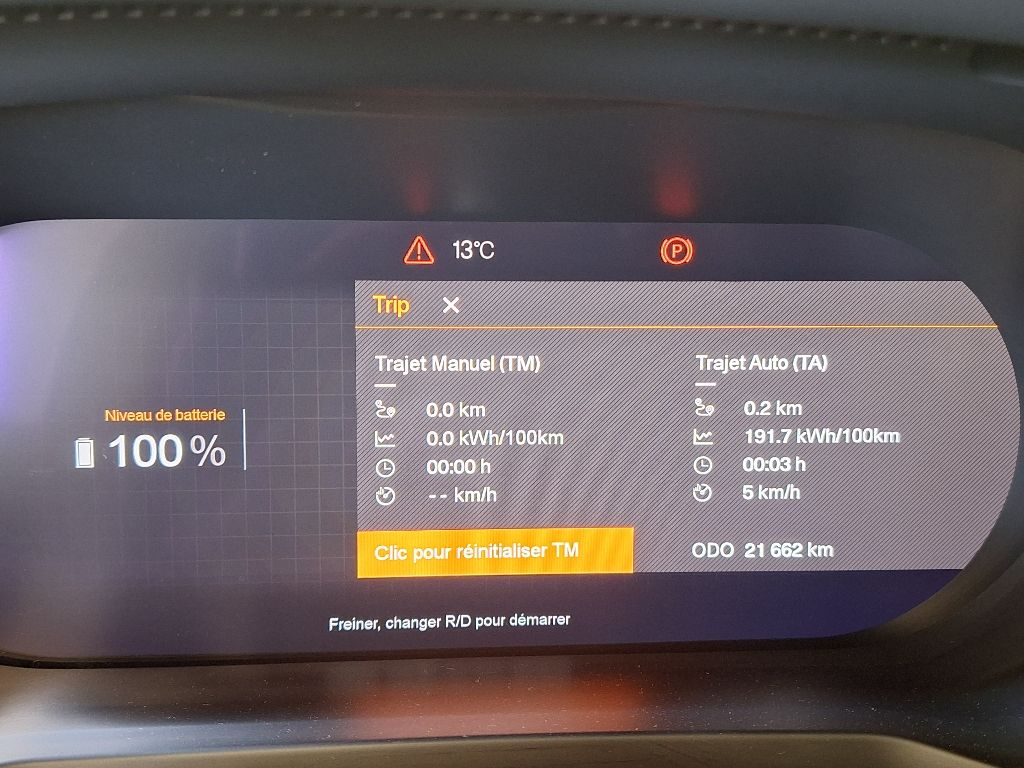 13°C
P
Trip
Trajet Manuel (TM)
0.0 km
0.0 kWh/100km
00:00 h
-- km/h
Clic pour réinitialiser TM
Trajet Auto (TA)
0.2 km
191.7 kWh/100km
00:03 h
5 km/h
ODO 21 662 km
Niveau de batterie
100 %
Freiner, changer R/D pour démarrer